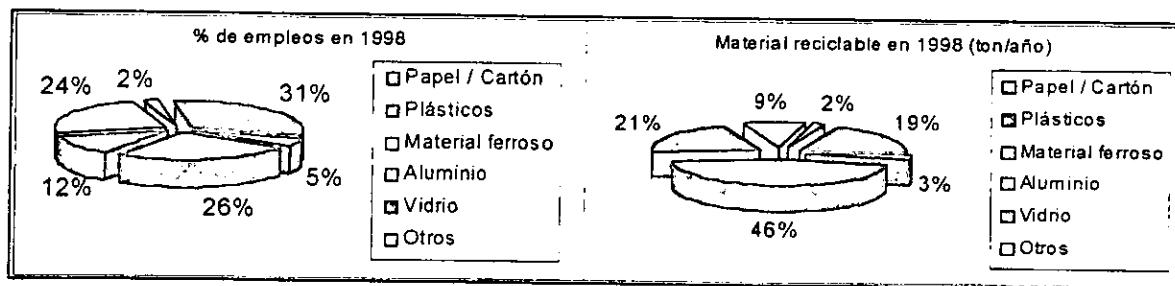 % de empleos en 1998
24%
2%
31%
12%
26%
5%
Papel / Cartón
Plásticos
Material ferroso
Aluminio
Vidrio
Otros
Material reciclable en 1998 (ton/año)
21%
9%
2%
19%
3%
46%
Papel / Cartón
Plásticos
Material ferroso
Aluminio
Vidrio
Otros